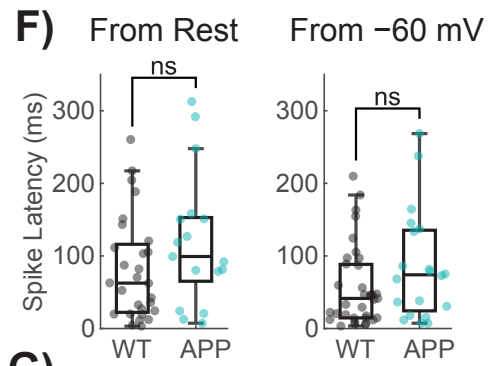 F)
From Rest
From −60 mV
Spike Latency (ms)
ns
300
200
100
0
WT
APP
ns
300
200
100
0
WT
APP